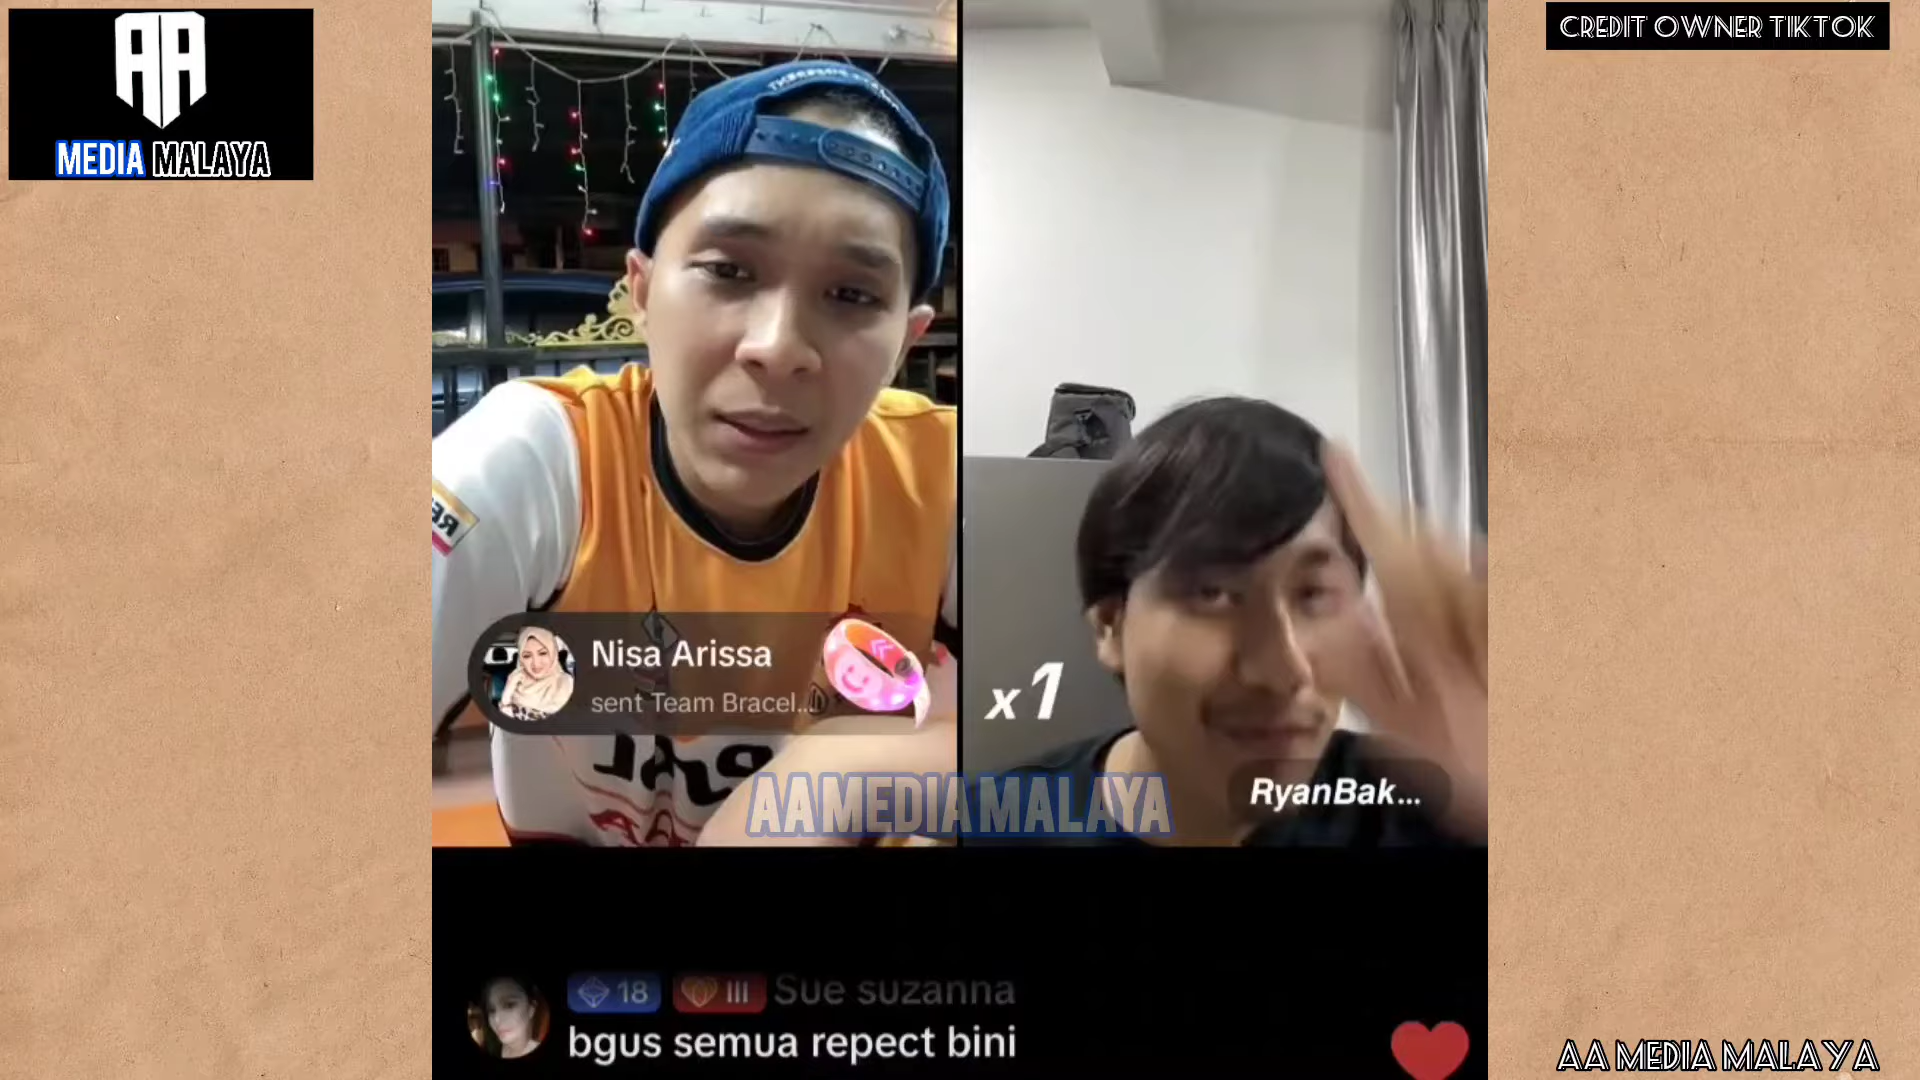 AA
MEDIA MALAYA
CREDIT OWNER TIKTOK
Nisa Arissa
sent Team Bracel...
x1
AA MEDIA MALAYA
RyanBak...
18 III Sue suzanna
bgus semua repect bini
AA MEDIA MALAYA